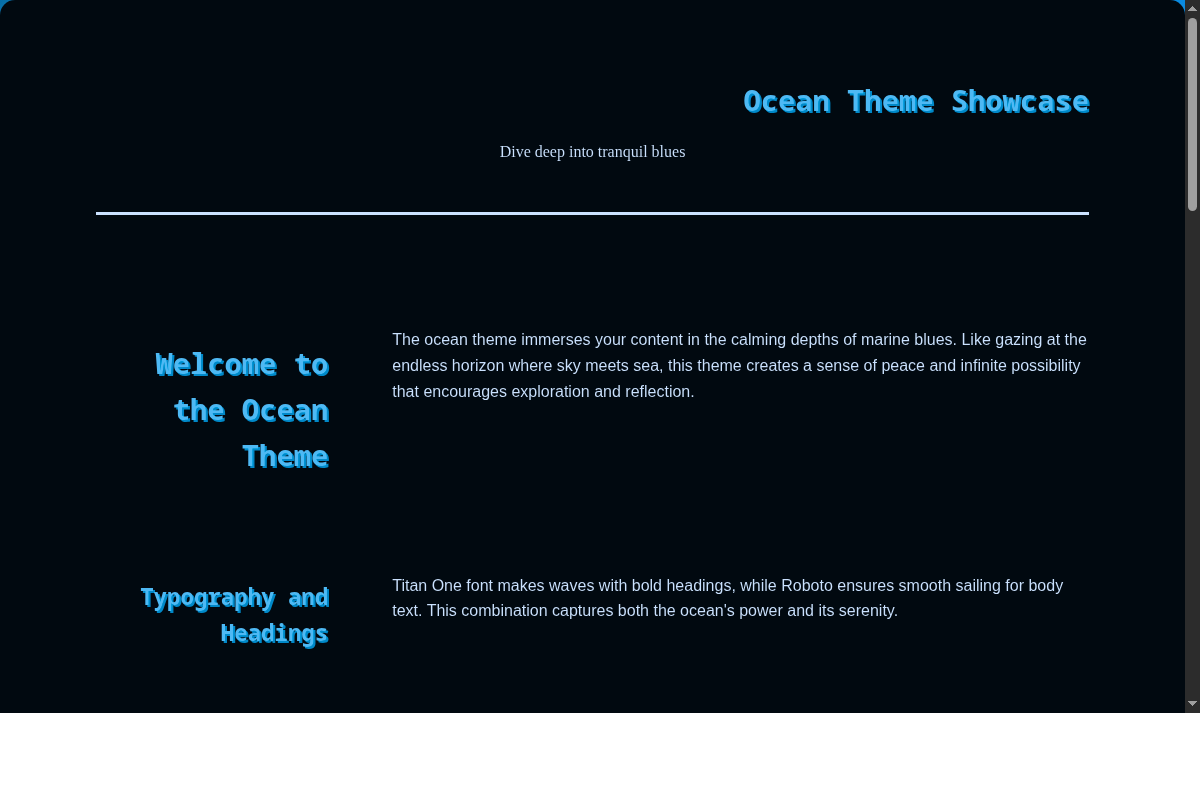 Ocean Theme Showcase
Dive deep into tranquil blues
Welcome to
the Ocean
Theme
The ocean theme immerses your content in the calming depths of marine blues. Like gazing at the
endless horizon where sky meets sea, this theme creates a sense of peace and infinite possibility
that encourages exploration and reflection.
Typography and
Headings
Titan One font makes waves with bold headings, while Roboto ensures smooth sailing for body
text. This combination captures both the ocean's power and its serenity.